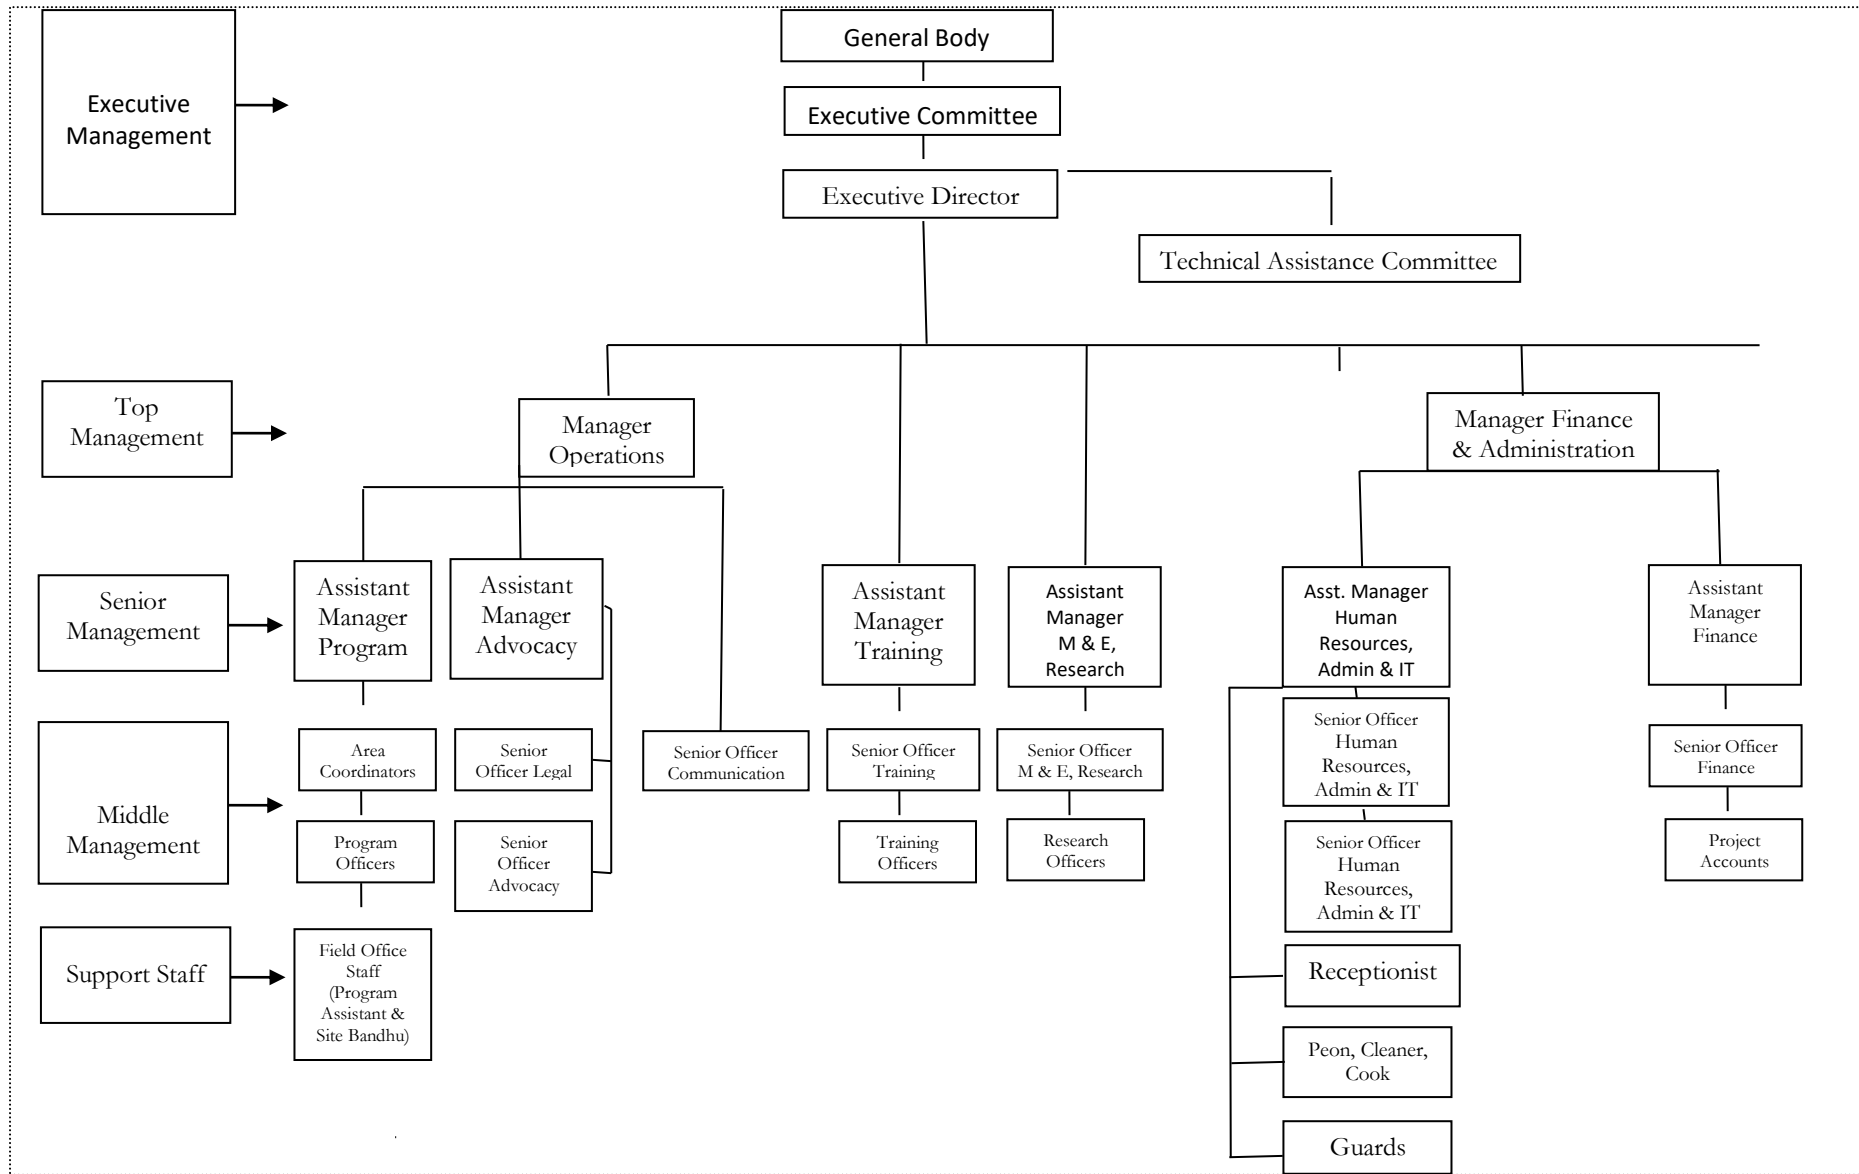 General Body
Executive
Management
Executive Committee
Executive Director
Technical Assistance Committee
Top
Management
Manager
Operations
Manager Finance
& Administration
Senior
Management
Assistant
Manager
Program
Assistant
Manager
Advocacy
Assistant
Manager
Training
Assistant
Manager
M & E,
Research
Asst. Manager
Human
Resources,
Admin & IT
Assistant
Manager
Finance
Middle
Management
Area
Coordinators
Senior
Officer Legal
Senior Officer
Communication
Senior Officer
Training
Senior Officer
M & E, Research
Senior Officer
Human
Resources,
Admin & IT
Senior Officer
Finance
Program
Officers
Senior
Officer
Advocacy
Training
Officers
Research
Officers
Senior Officer
Human
Resources,
Admin & IT
Project
Accounts
Support Staff
Field Office
Staff
(Program
Assistant &
Site Bandhu)
Receptionist
Peon, Cleaner,
Cook
Guards